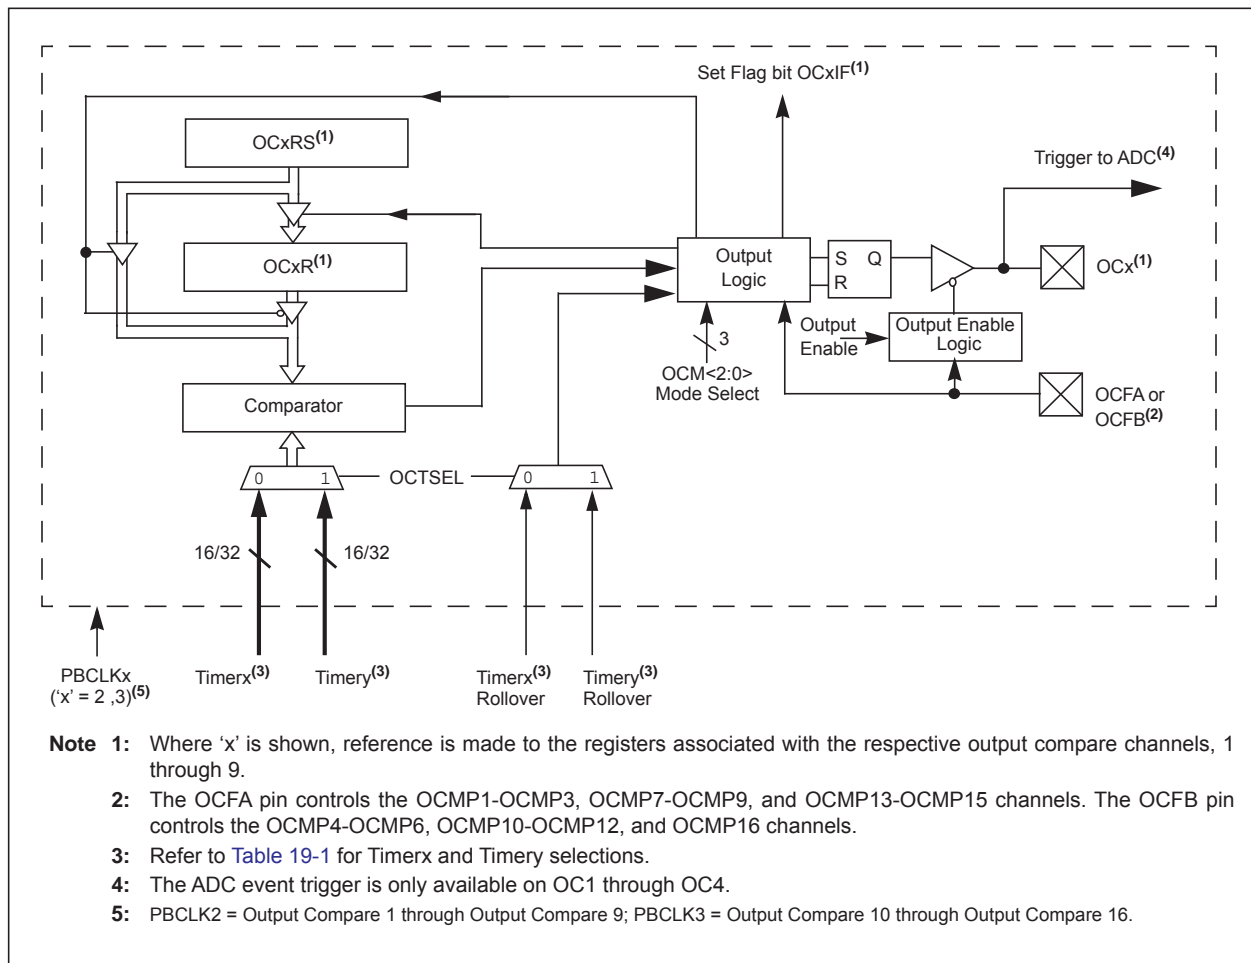 Set Flag bit OCxIF(1)
OCxRS(1)
Trigger to ADC(4)
OCxR(1)
Output
Logic
S Q
R
OCx(1)
Output
Enable
Output Enable
Logic
3
OCM<2:0>
Mode Select
Comparator
OCFA or
OCFB(2)
0 1
OCTSEL
0 1
16/32
16/32
PBCLKx
(‘x’ = 2 ,3)(5)
Timerx(3)
Timery(3)
Timerx(3)
Rollover
Timery(3)
Rollover
Note 1: Where ‘x’ is shown, reference is made to the registers associated with the respective output compare channels, 1
through 9.
2: The OCFA pin controls the OCMP1-OCMP3, OCMP7-OCMP9, and OCMP13-OCMP15 channels. The OCFB pin
controls the OCMP4-OCMP6, OCMP10-OCMP12, and OCMP16 channels.
3: Refer to Table 19-1 for Timerx and Timery selections.
4: The ADC event trigger is only available on OC1 through OC4.
5: PBCLK2 = Output Compare 1 through Output Compare 9; PBCLK3 = Output Compare 10 through Output Compare 16.